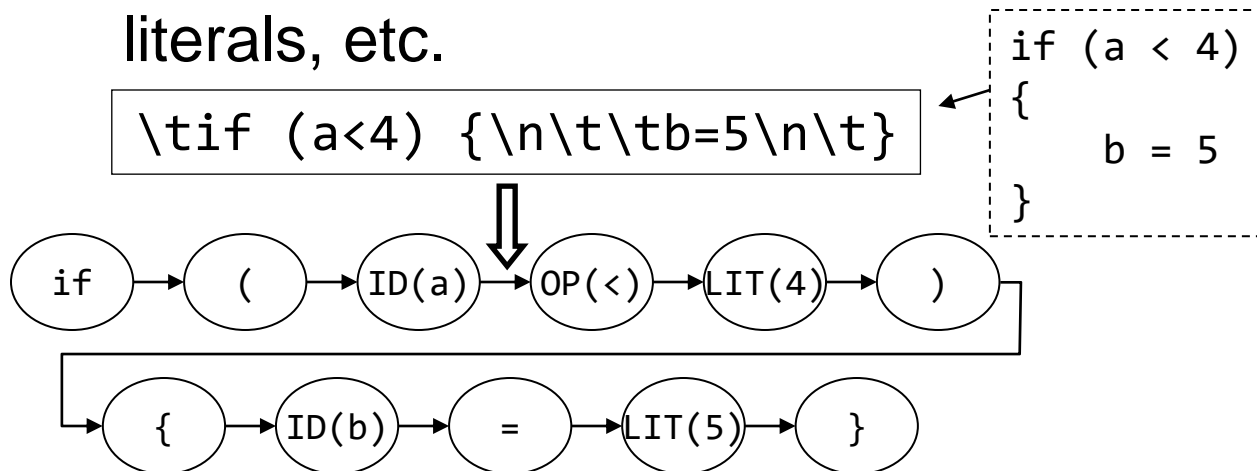 literals, etc.
if (a < 4)
{
    b = 5
}
\tif (a<4) {\n\t\tb=5\n\t}
if ( ID(a) OP(<) LIT(4) )
{ ID(b) = LIT(5) }